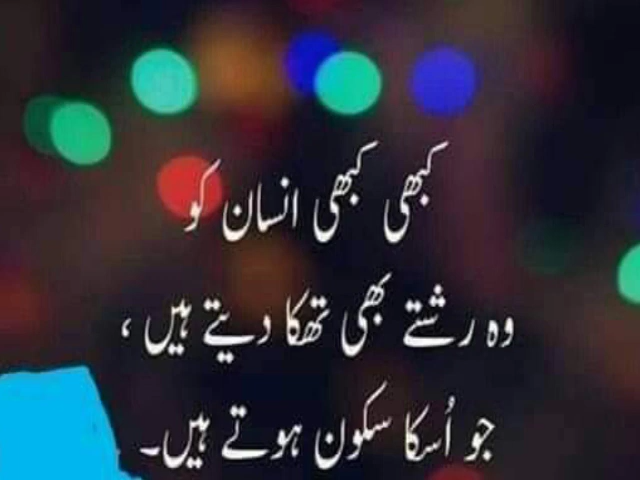 کبھی کبھی انسان کو
وہ رشتے بھی تھکا دیتے ہیں ،
جو اُسکا سکون ہوتے ہیں۔